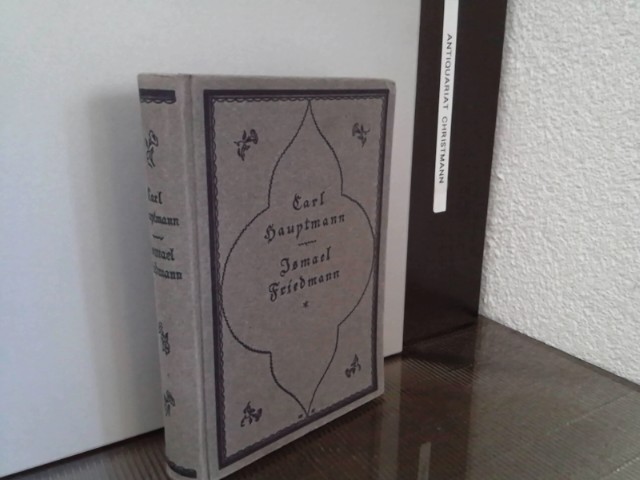 Carl
Hauptmann
Ismael
Friedmann
ANTIQUARIAT CHRISTMANN